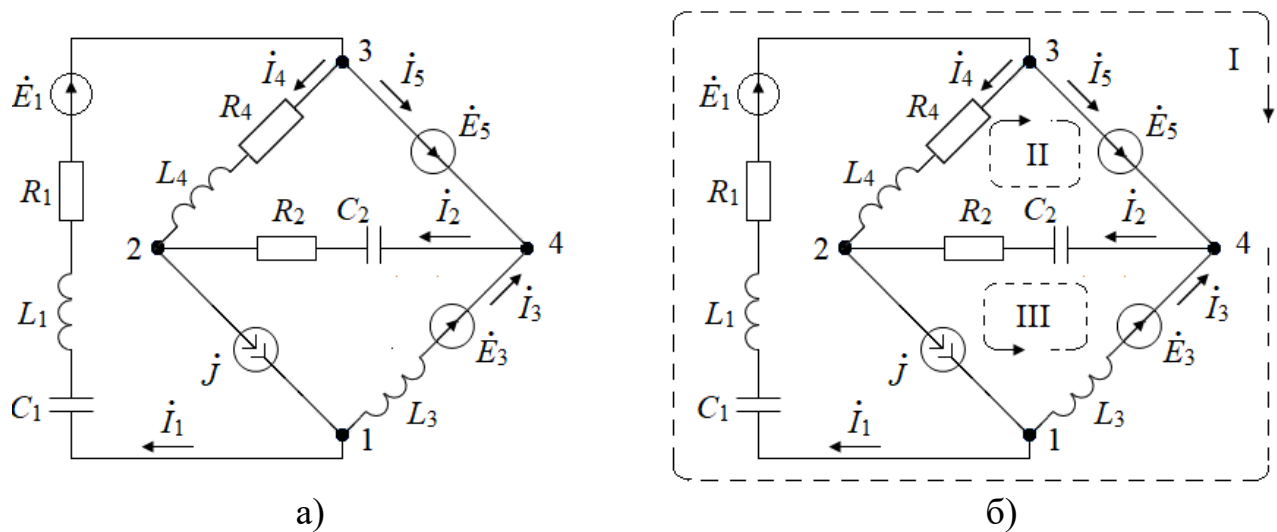 3
İ4
İ5
Ė1
R4
Ė5
L4
R1
R2
C2
İ2
2
4
L1
İ3
Ė3
J̇
L3
C1
İ1
1
а)
3
I
İ4
İ5
Ė1
R4
Ė5
II
L4
R1
R2
C2
İ2
2
4
L1
III
İ3
Ė3
J̇
L3
C1
İ1
1
б)